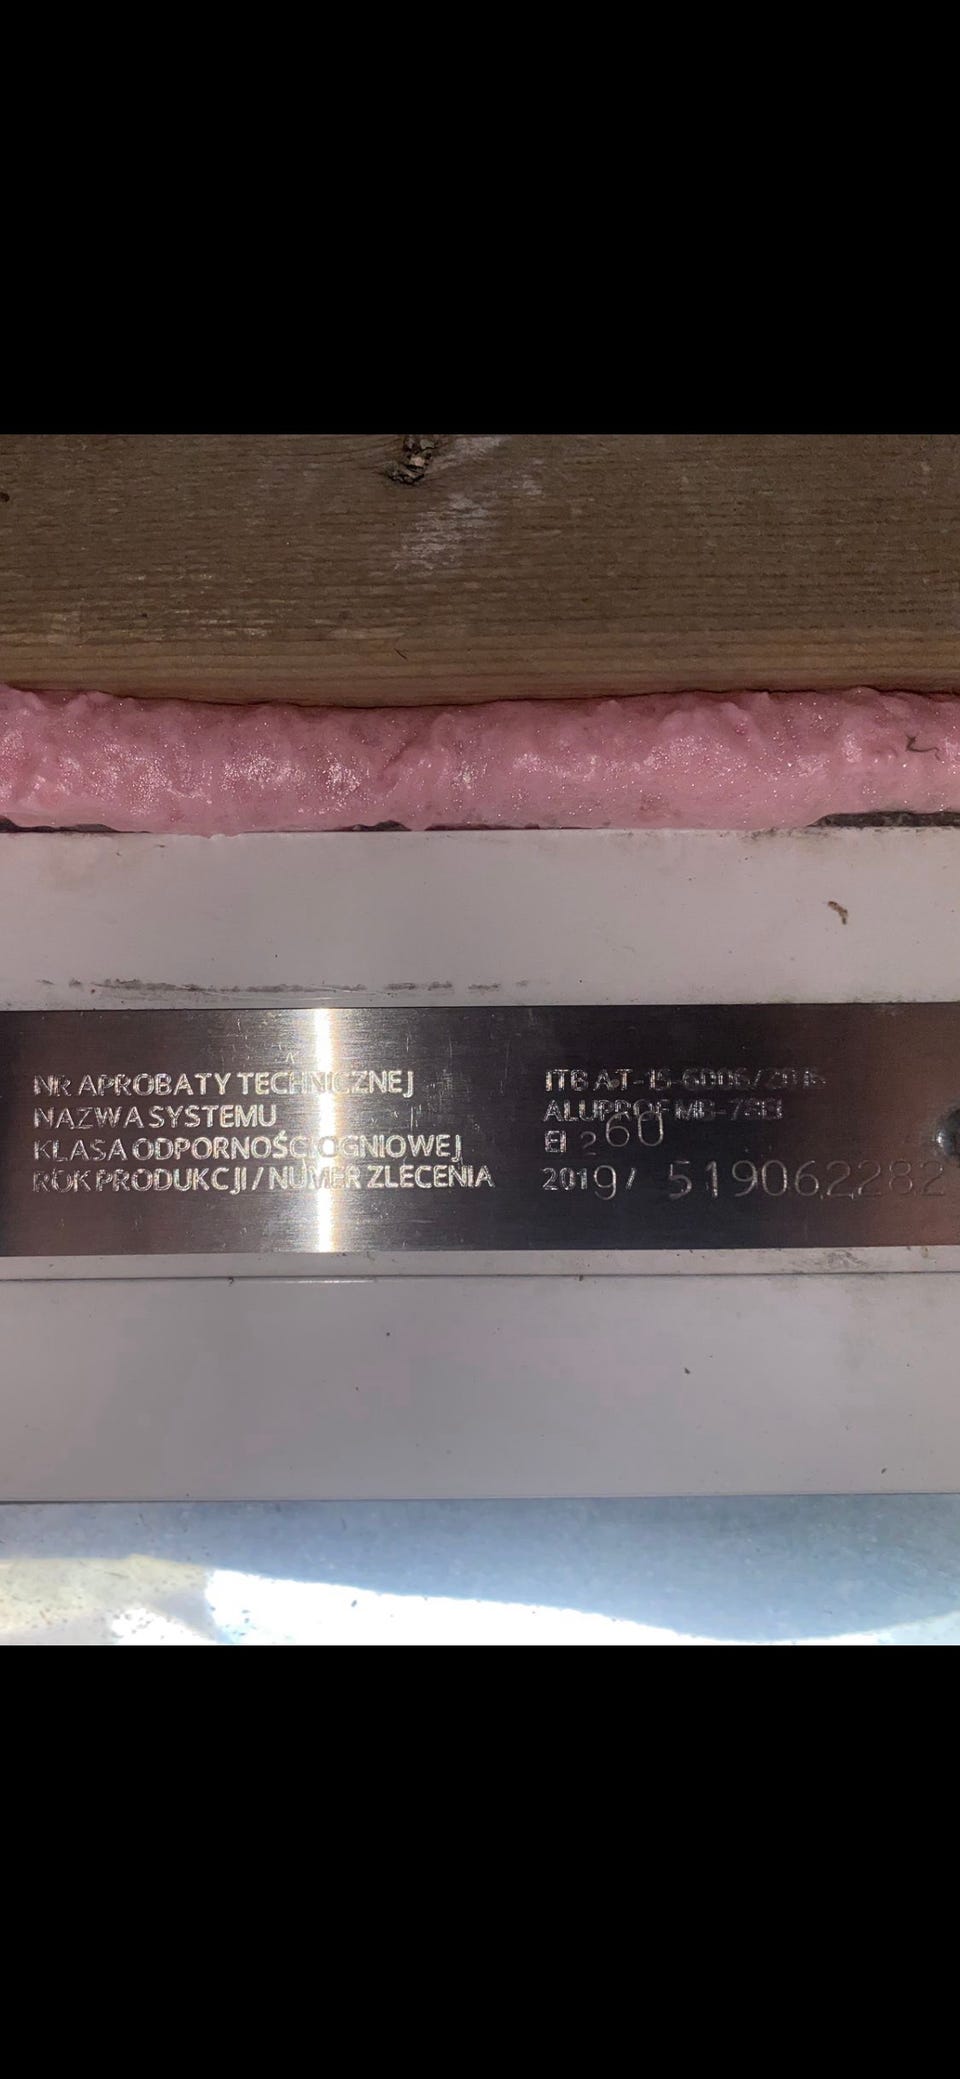 NR APROBATY TECHNICZNEJ ITB AT-15-6006/2016
NAZWA SYSTEMU ALUPROF MB-78EI
KLASA ODPORNOŚCI OGNIOWEJ EI 2 60
ROK PRODUKCJI / NUMER ZLECENIA 2019/ 519062282